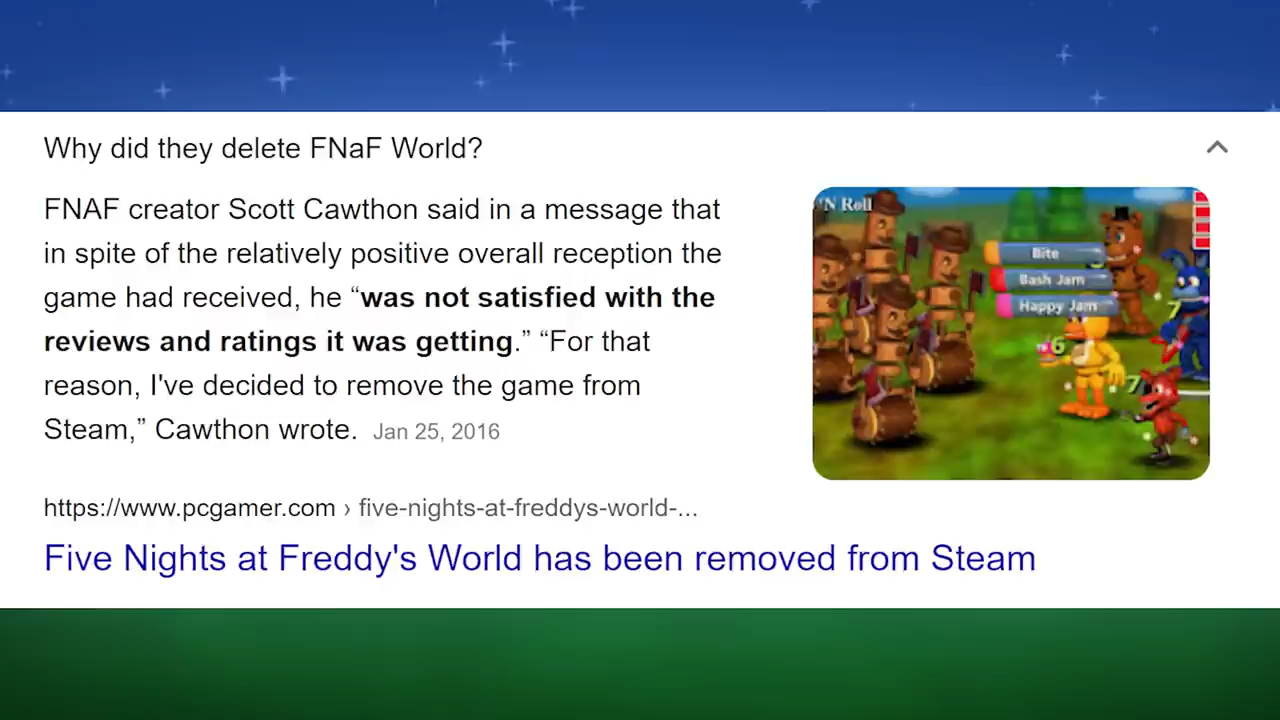 Why did they delete FNaF World?
FNAF creator Scott Cawthon said in a message that
in spite of the relatively positive overall reception the
game had received, he “was not satisfied with the
reviews and ratings it was getting.” “For that
reason, I've decided to remove the game from
Steam,” Cawthon wrote. Jan 25, 2016
'N Roll
Bite
Bash Jam
Happy Jam
7
6
7
https://www.pcgamer.com › five-nights-at-freddys-world-...
Five Nights at Freddy's World has been removed from Steam